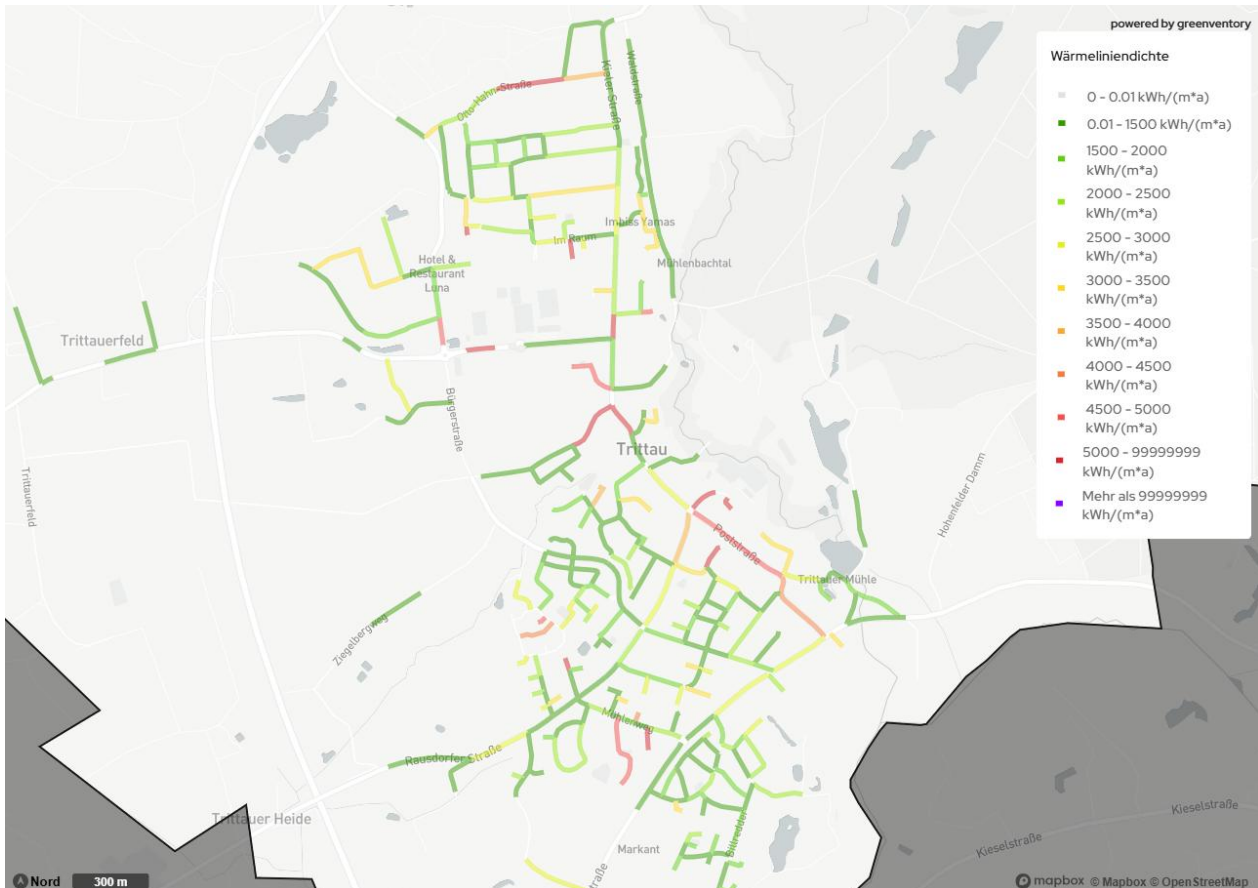 powered by greenventory
Wärmeliniendichte
0 - 0.01 kWh/(m*a)
0.01 - 1500 kWh/(m*a)
1500 - 2000
kWh/(m*a)
2000 - 2500
kWh/(m*a)
2500 - 3000
kWh/(m*a)
3000 - 3500
kWh/(m*a)
3500 - 4000
kWh/(m*a)
4000 - 4500
kWh/(m*a)
4500 - 5000
kWh/(m*a)
5000 - 99999999
kWh/(m*a)
Mehr als 99999999
kWh/(m*a)
Otto-Hahn-Straße
Kieler Straße
Waldstraße
Imbiss Yamas
Im Raum
Mühlenbachtal
Hotel &
Restaurant
Luna
Trittauerfeld
Bürgerstraße
Trittau
Trittauerfeld
Hohenfelder Damm
Poststraße
Trittauer Mühle
Ziegelbergweg
Mühlenweg
Rausdorfer Straße
Trittauer Heide
Billredder
Markant
Kieselstraße
Kieselstraße
Nord
300 m
mapbox © Mapbox © OpenStreetMap